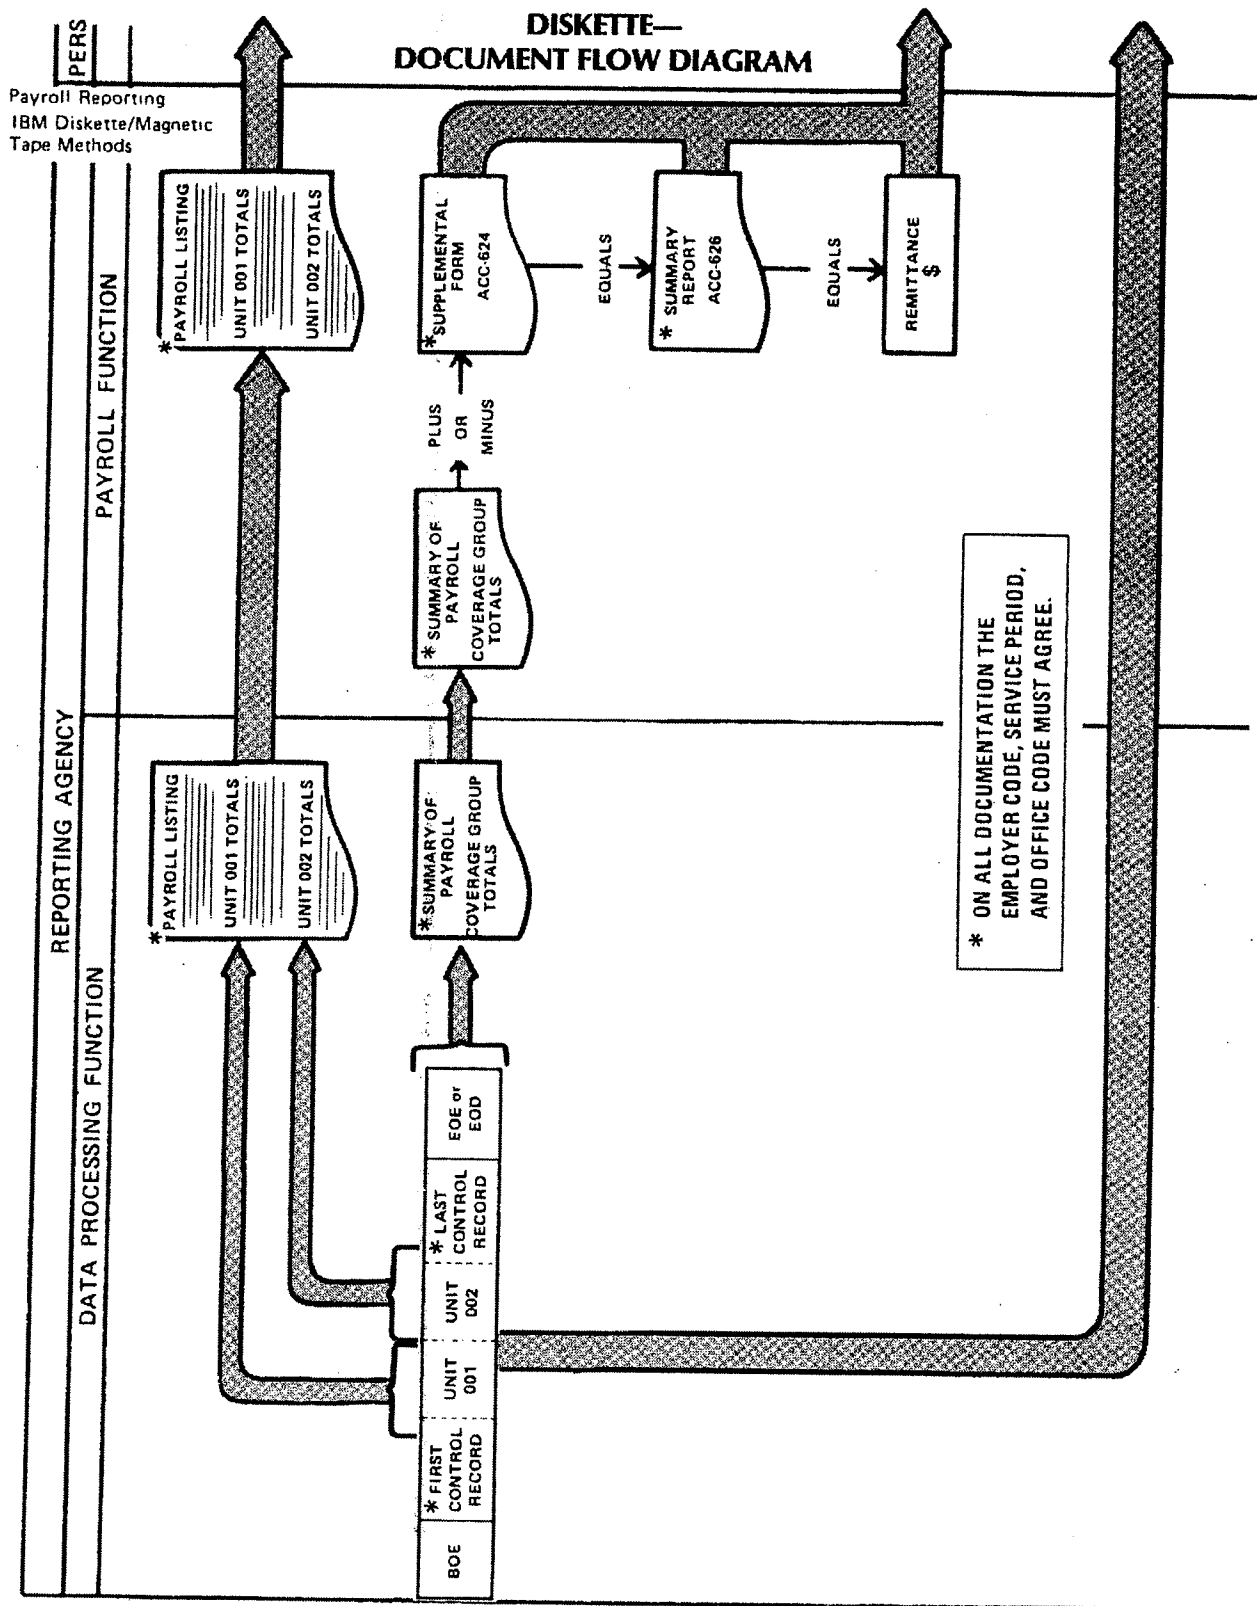 DISKETTE—
DOCUMENT FLOW DIAGRAM
Payroll Reporting
IBM Diskette/Magnetic
Tape Methods
PERS
REPORTING AGENCY
PAYROLL FUNCTION
DATA PROCESSING FUNCTION
* PAYROLL LISTING
UNIT 001 TOTALS
UNIT 002 TOTALS
* SUPPLEMENTAL
FORM
ACC-624
EQUALS
* SUMMARY
REPORT
ACC-626
EQUALS
REMITTANCE
$
PLUS
OR
MINUS
* SUMMARY OF
PAYROLL
COVERAGE GROUP
TOTALS
* PAYROLL LISTING
UNIT 001 TOTALS
UNIT 002 TOTALS
* SUMMARY OF
PAYROLL
COVERAGE GROUP
TOTALS
BOE
* FIRST
CONTROL
RECORD
UNIT
001
UNIT
002
* LAST
CONTROL
RECORD
EOE or
EOD
* ON ALL DOCUMENTATION THE
EMPLOYER CODE, SERVICE PERIOD,
AND OFFICE CODE MUST AGREE.